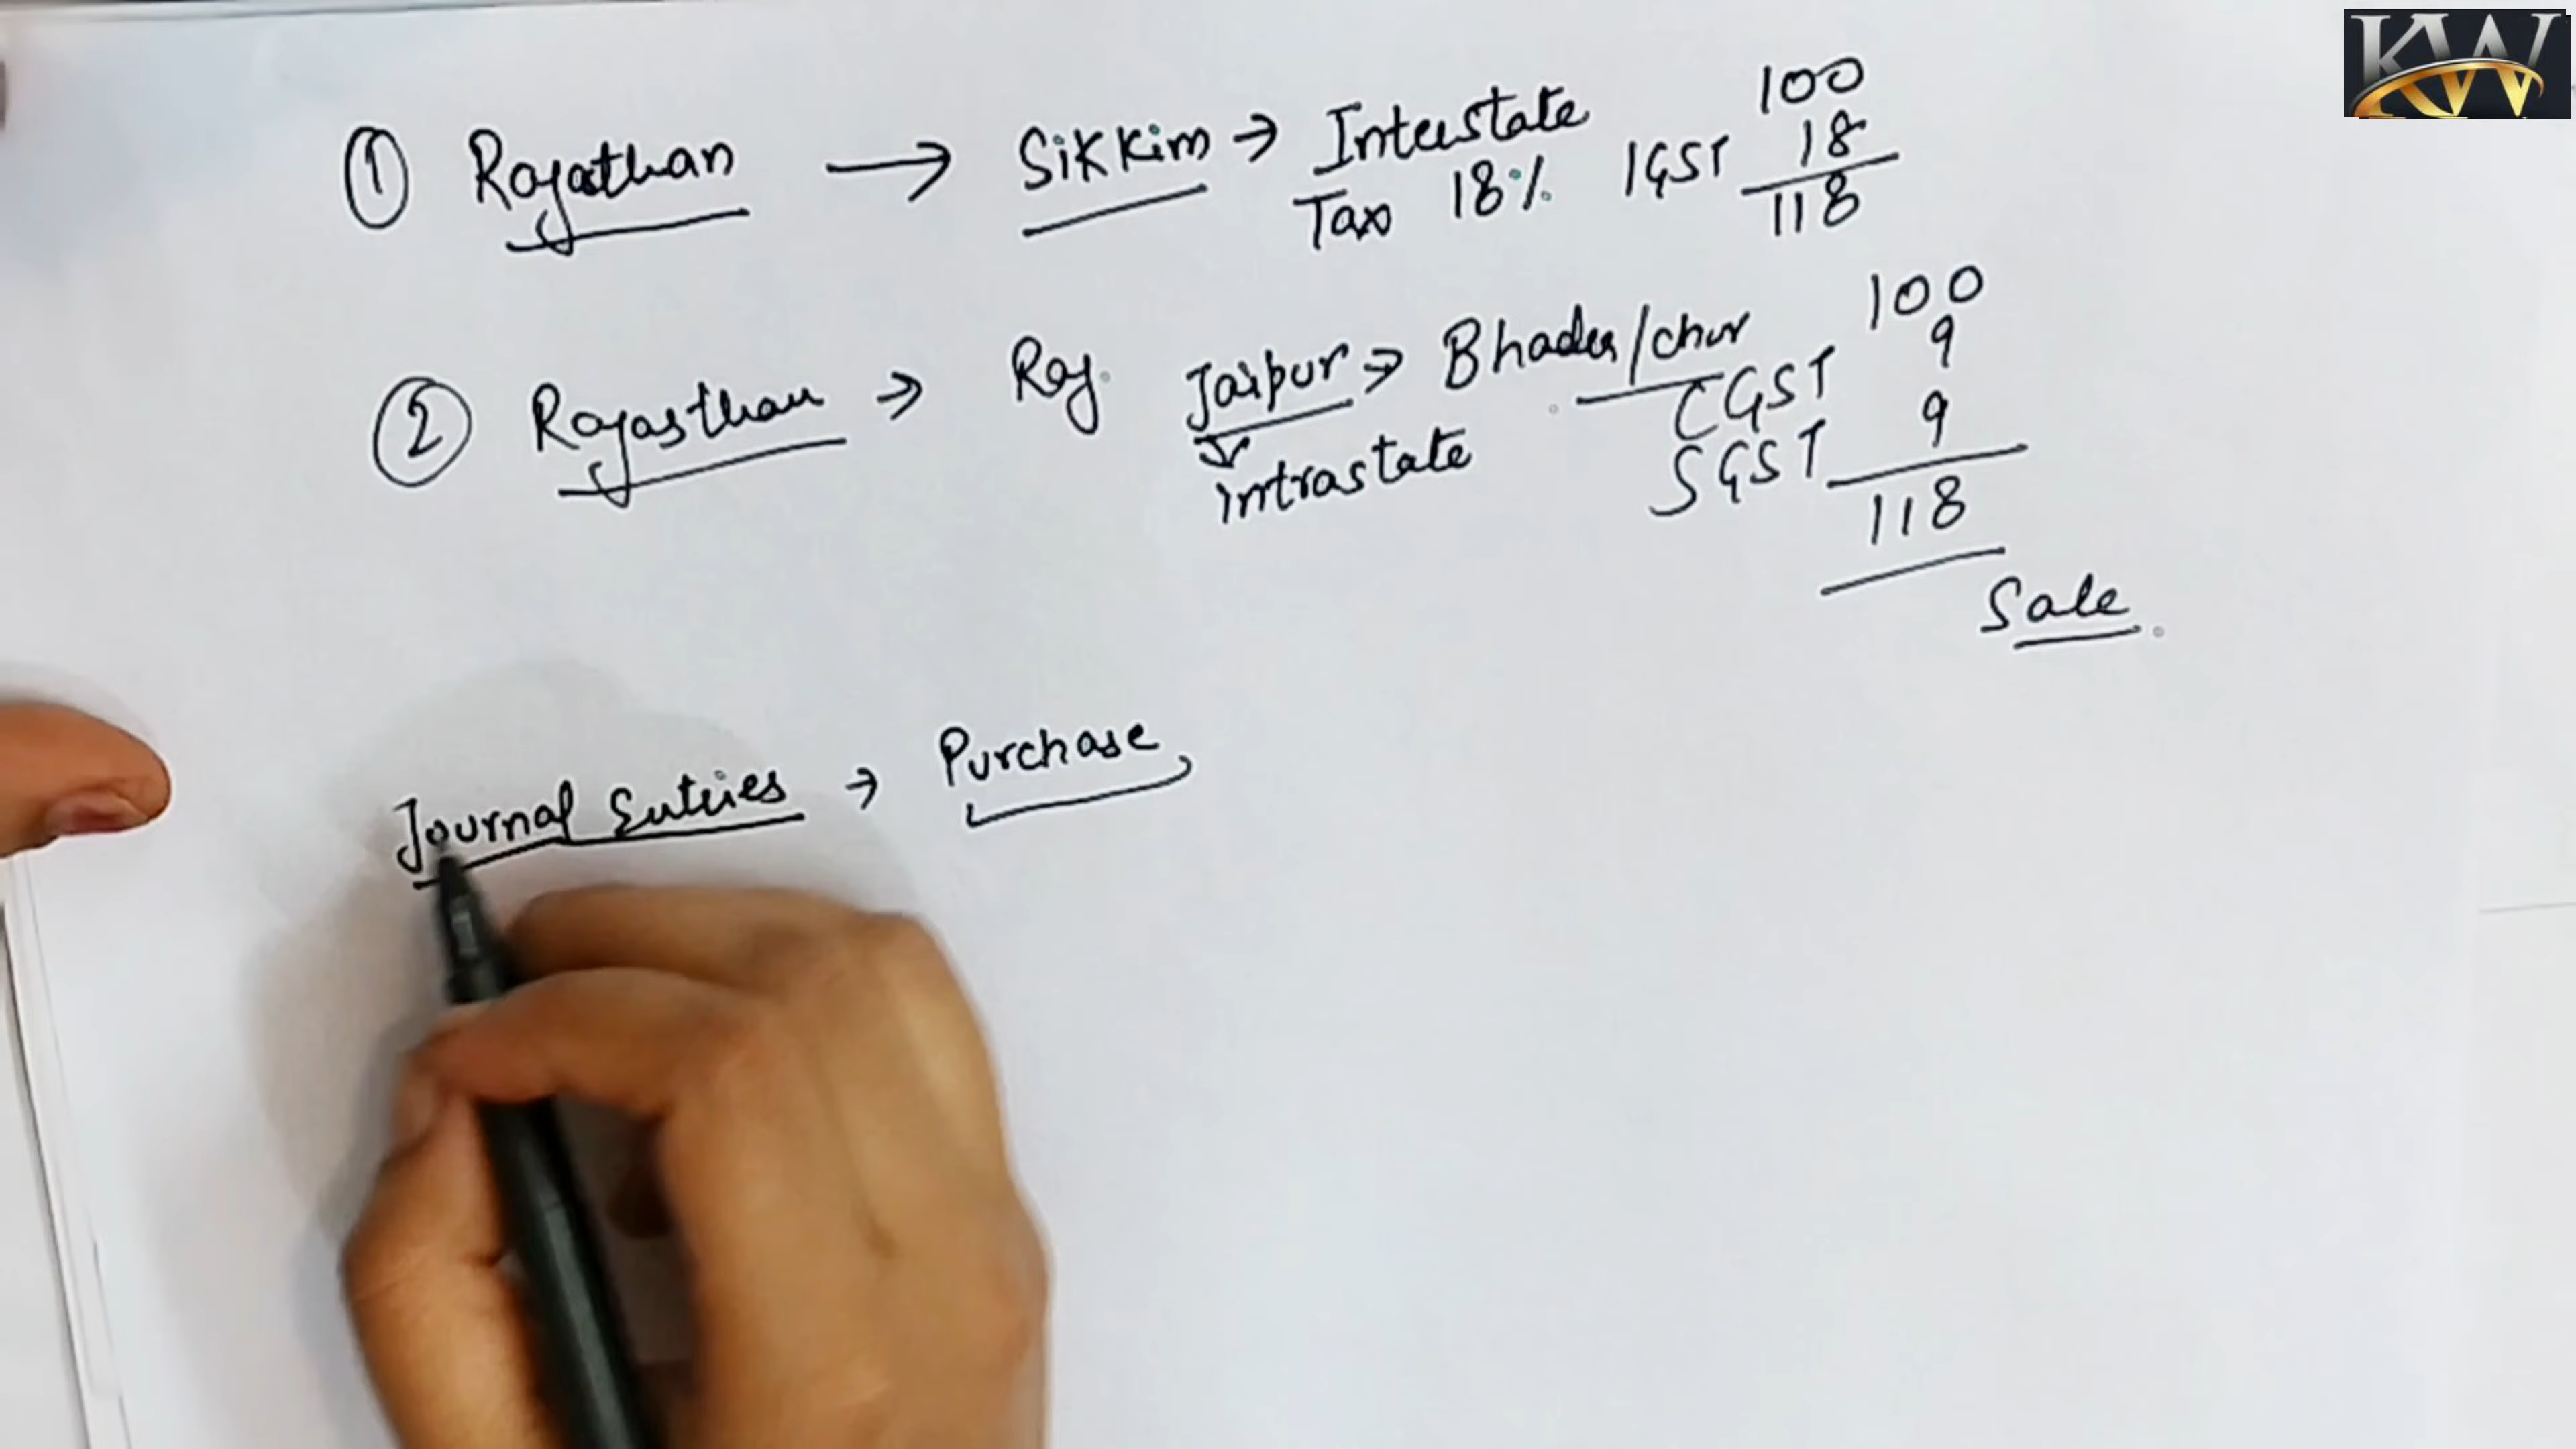 KW
① Rajasthan → Sikkim → Interstate 100
Tax 18% IGST 18
118
② Rajasthan → Raj. Jaipur → Bhadra/chur 100
intrastate CGST 9
SGST 9
118
Sale.
Journal Entries → Purchase